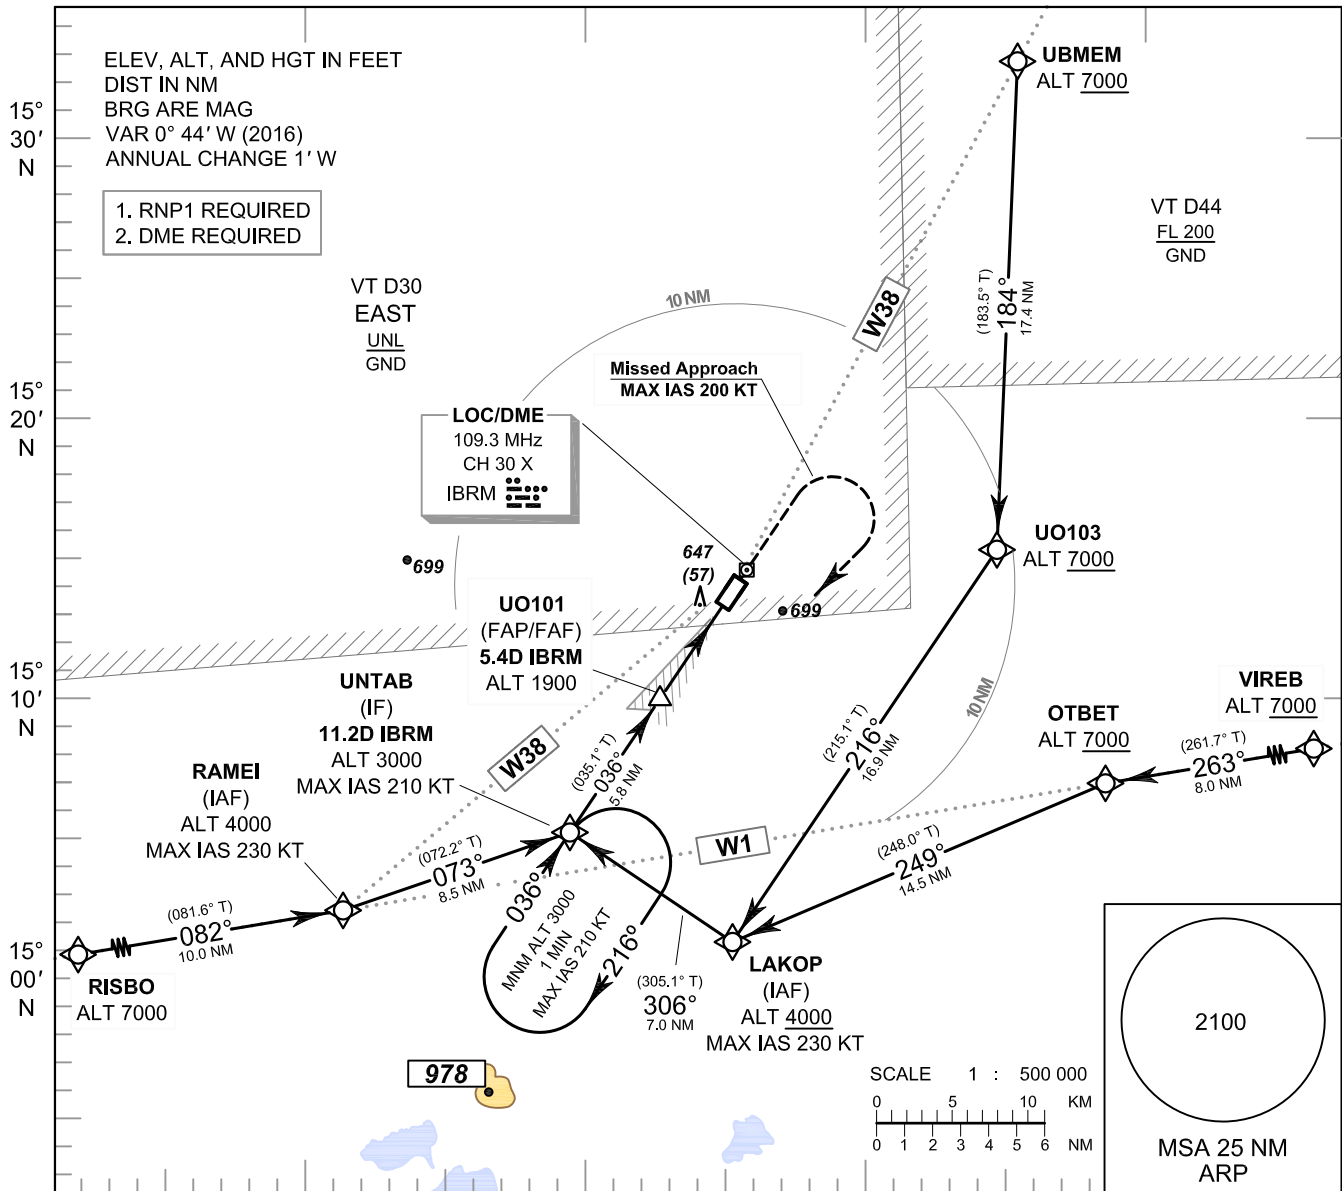 ELEV, ALT, AND HGT IN FEET
DIST IN NM
BRG ARE MAG
VAR 0° 44′ W (2016)
ANNUAL CHANGE 1′ W
1. RNP1 REQUIRED
2. DME REQUIRED
15°
30′
N
15°
20′
N
15°
10′
N
15°
00′
N
UBMEM
ALT 7000
VT D44
FL 200
GND
VT D30
EAST
UNL
GND
10 NM
W38
(183.5° T)
184°
17.4 NM
Missed Approach
MAX IAS 200 KT
LOC/DME
109.3 MHz
CH 30 X
IBRM
699
647
(57)
699
UO103
ALT 7000
UO101
(FAP/FAF)
5.4D IBRM
ALT 1900
UNTAB
(IF)
11.2D IBRM
ALT 3000
MAX IAS 210 KT
W38
(035.1° T)
036°
5.8 NM
(215.1° T)
216°
16.9 NM
10 NM
OTBET
ALT 7000
VIREB
ALT 7000
(261.7° T)
263°
8.0 NM
RAMEI
(IAF)
ALT 4000
MAX IAS 230 KT
(072.2° T)
073°
8.5 NM
W1
(248.0° T)
249°
14.5 NM
(081.6° T)
082°
10.0 NM
RISBO
ALT 7000
036°
MNM ALT 3000
1 MIN
MAX IAS 210 KT
216°
(305.1° T)
306°
7.0 NM
LAKOP
(IAF)
ALT 4000
MAX IAS 230 KT
978
SCALE 1 : 500 000
0 5 10 KM
0 1 2 3 4 5 6 NM
2100
MSA 25 NM
ARP